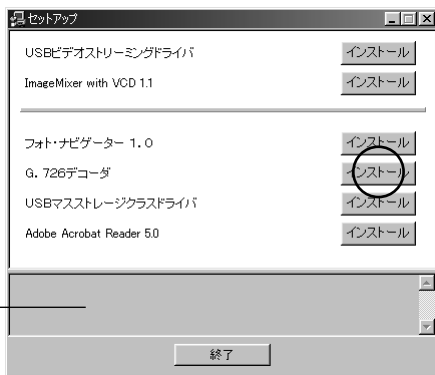 セットアップ
USBビデオストリーミングドライバ インストール
ImageMixer with VCD 1.1 インストール
フォト・ナビゲーター 1.0 インストール
G.726デコーダ インストール
USBマスストレージクラスドライバ インストール
Adobe Acrobat Reader 5.0 インストール
終了